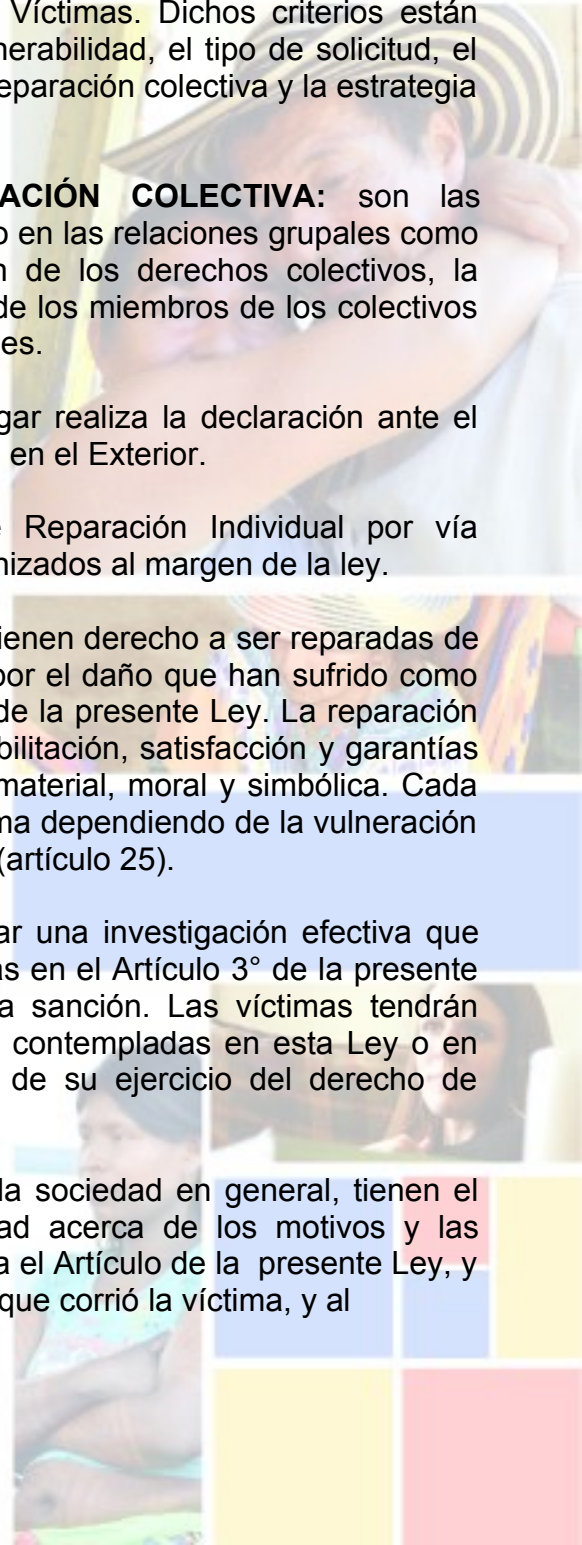 Víctimas. Dichos criterios están
nerabilidad, el tipo de solicitud, el
eparación colectiva y la estrategia
ACIÓN COLECTIVA: son las
o en las relaciones grupales como
n de los derechos colectivos, la
de los miembros de los colectivos
es.
gar realiza la declaración ante el
en el Exterior.
e Reparación Individual por vía
nizados al margen de la ley.
ienen derecho a ser reparadas de
por el daño que han sufrido como
de la presente Ley. La reparación
bilitación, satisfacción y garantías
material, moral y simbólica. Cada
ma dependiendo de la vulneración
(artículo 25).
ar una investigación efectiva que
as en el Artículo 3° de la presente
a sanción. Las víctimas tendrán
contempladas en esta Ley o en
de su ejercicio del derecho de
la sociedad en general, tienen el
ad acerca de los motivos y las
a el Artículo de la presente Ley, y
que corrió la víctima, y al